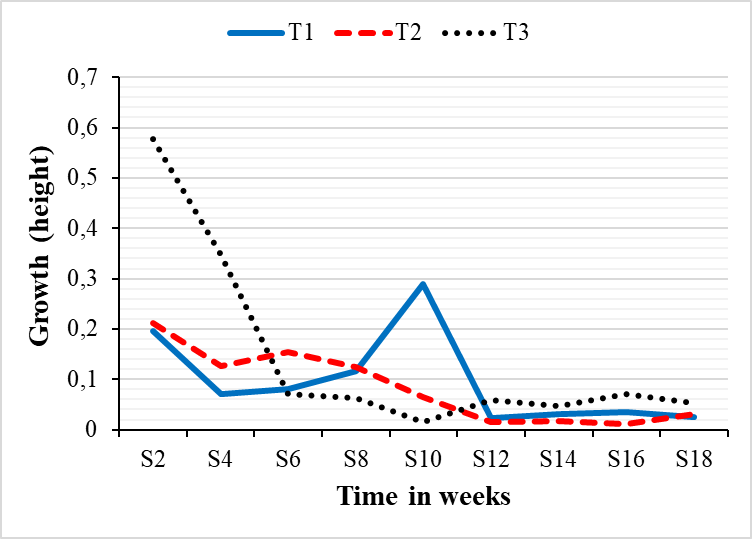 T1 T2 T3
0,7
0,6
0,5
0,4
0,3
0,2
0,1
0
Growth (height)
S2 S4 S6 S8 S10 S12 S14 S16 S18
Time in weeks